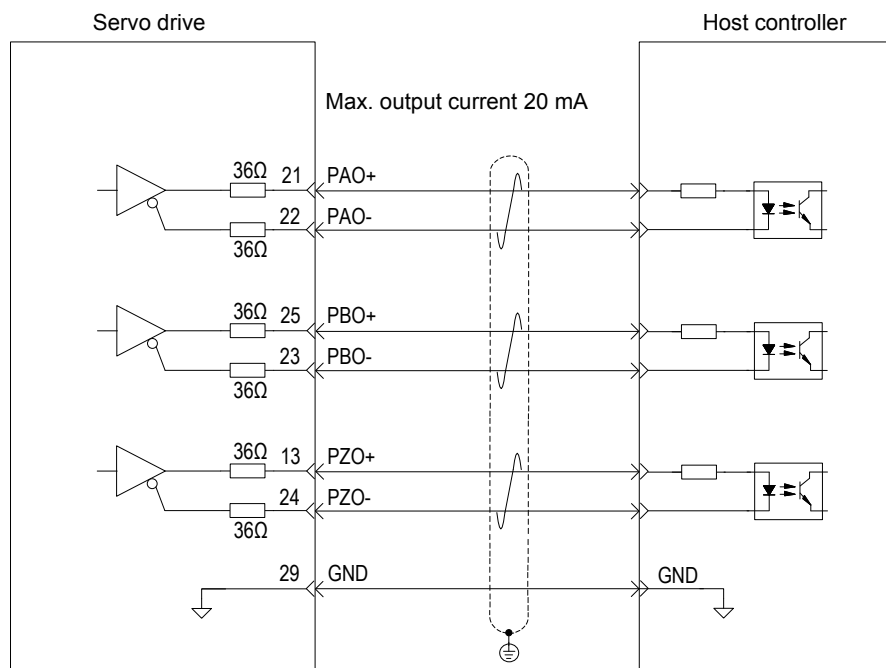 Servo drive
Host controller
Max. output current 20 mA
36Ω 21 PAO+
22 PAO-
36Ω
36Ω 25 PBO+
23 PBO-
36Ω
36Ω 13 PZO+
24 PZO-
36Ω
29 GND GND